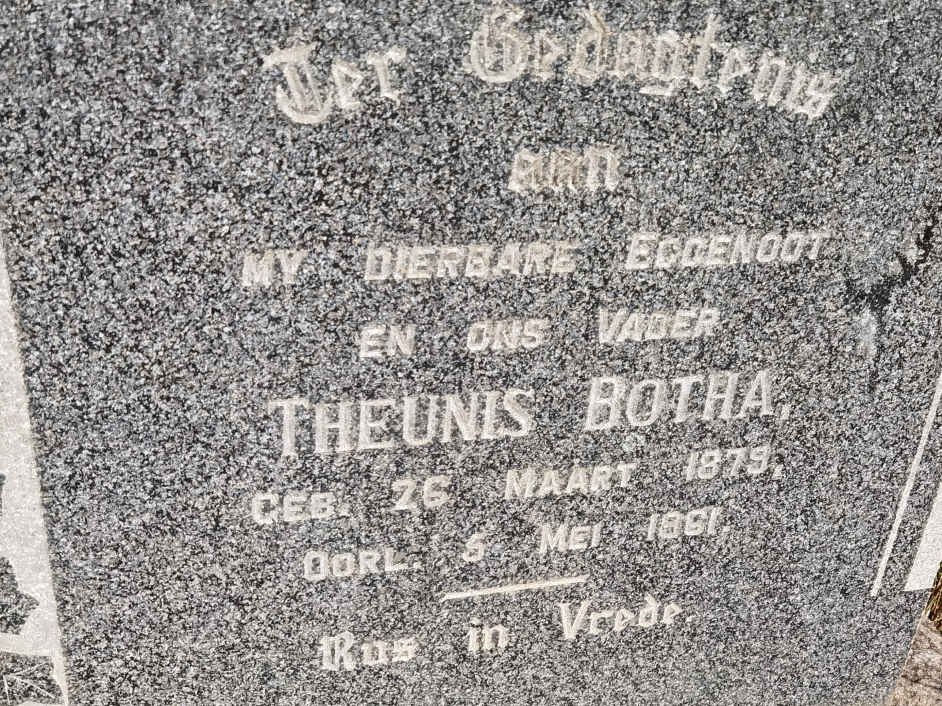 Ter Gedagtenis
aan
MY DIERBARE EGGENOOT
EN ONS VADER
THEUNIS BOTHA,
GEB. 26 MAART 1879.
OORL. 5 MEI 1961.
Rus in Vrede.